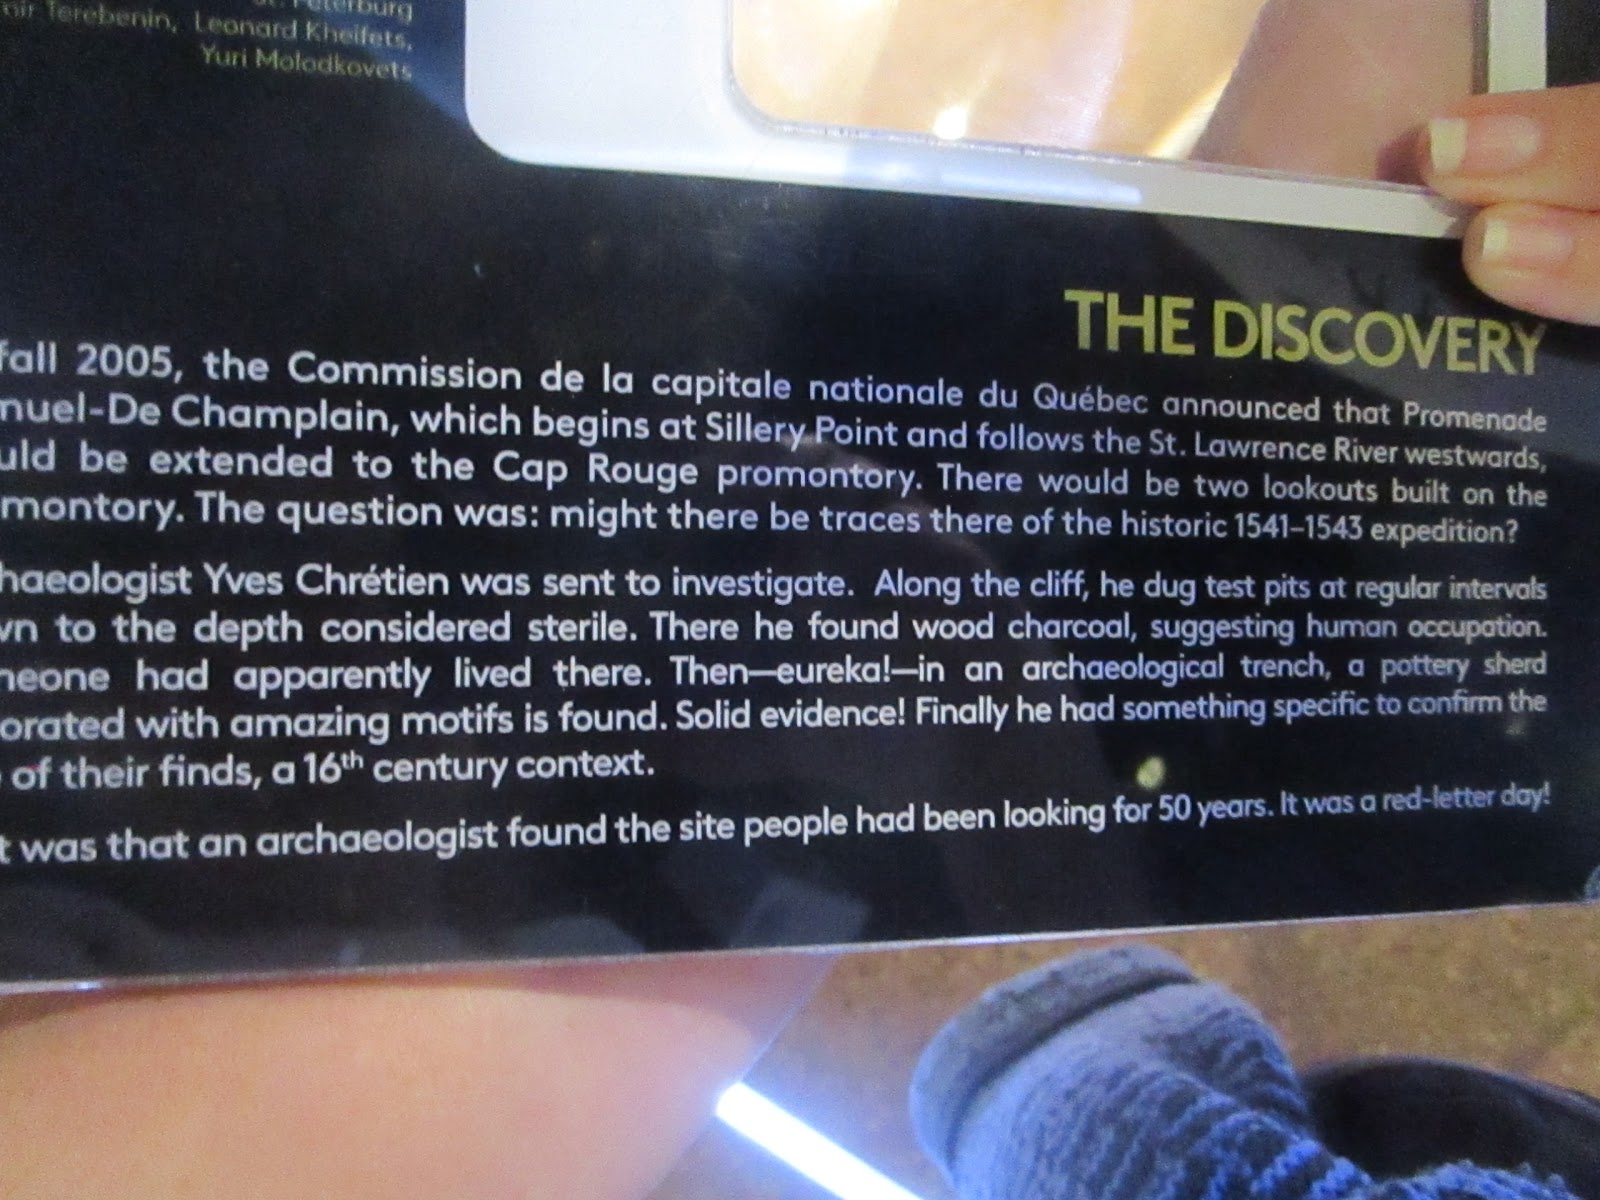 Peterburg
Terebenin, Leonard Kheifets,
Yuri Molodkovets
THE DISCOVERY
fall 2005, the Commission de la capitale nationale du Québec announced that Promenade
muel-De Champlain, which begins at Sillery Point and follows the St. Lawrence River westwards,
uld be extended to the Cap Rouge promontory. There would be two lookouts built on the
montory. The question was: might there be traces there of the historic 1541–1543 expedition?
haeologist Yves Chrétien was sent to investigate. Along the cliff, he dug test pits at regular intervals
wn to the depth considered sterile. There he found wood charcoal, suggesting human occupation.
neone had apparently lived there. Then—eureka!—in an archaeological trench, a pottery sherd
orated with amazing motifs is found. Solid evidence! Finally he had something specific to confirm the
of their finds, a 16th century context.
t was that an archaeologist found the site people had been looking for 50 years. It was a red-letter day!